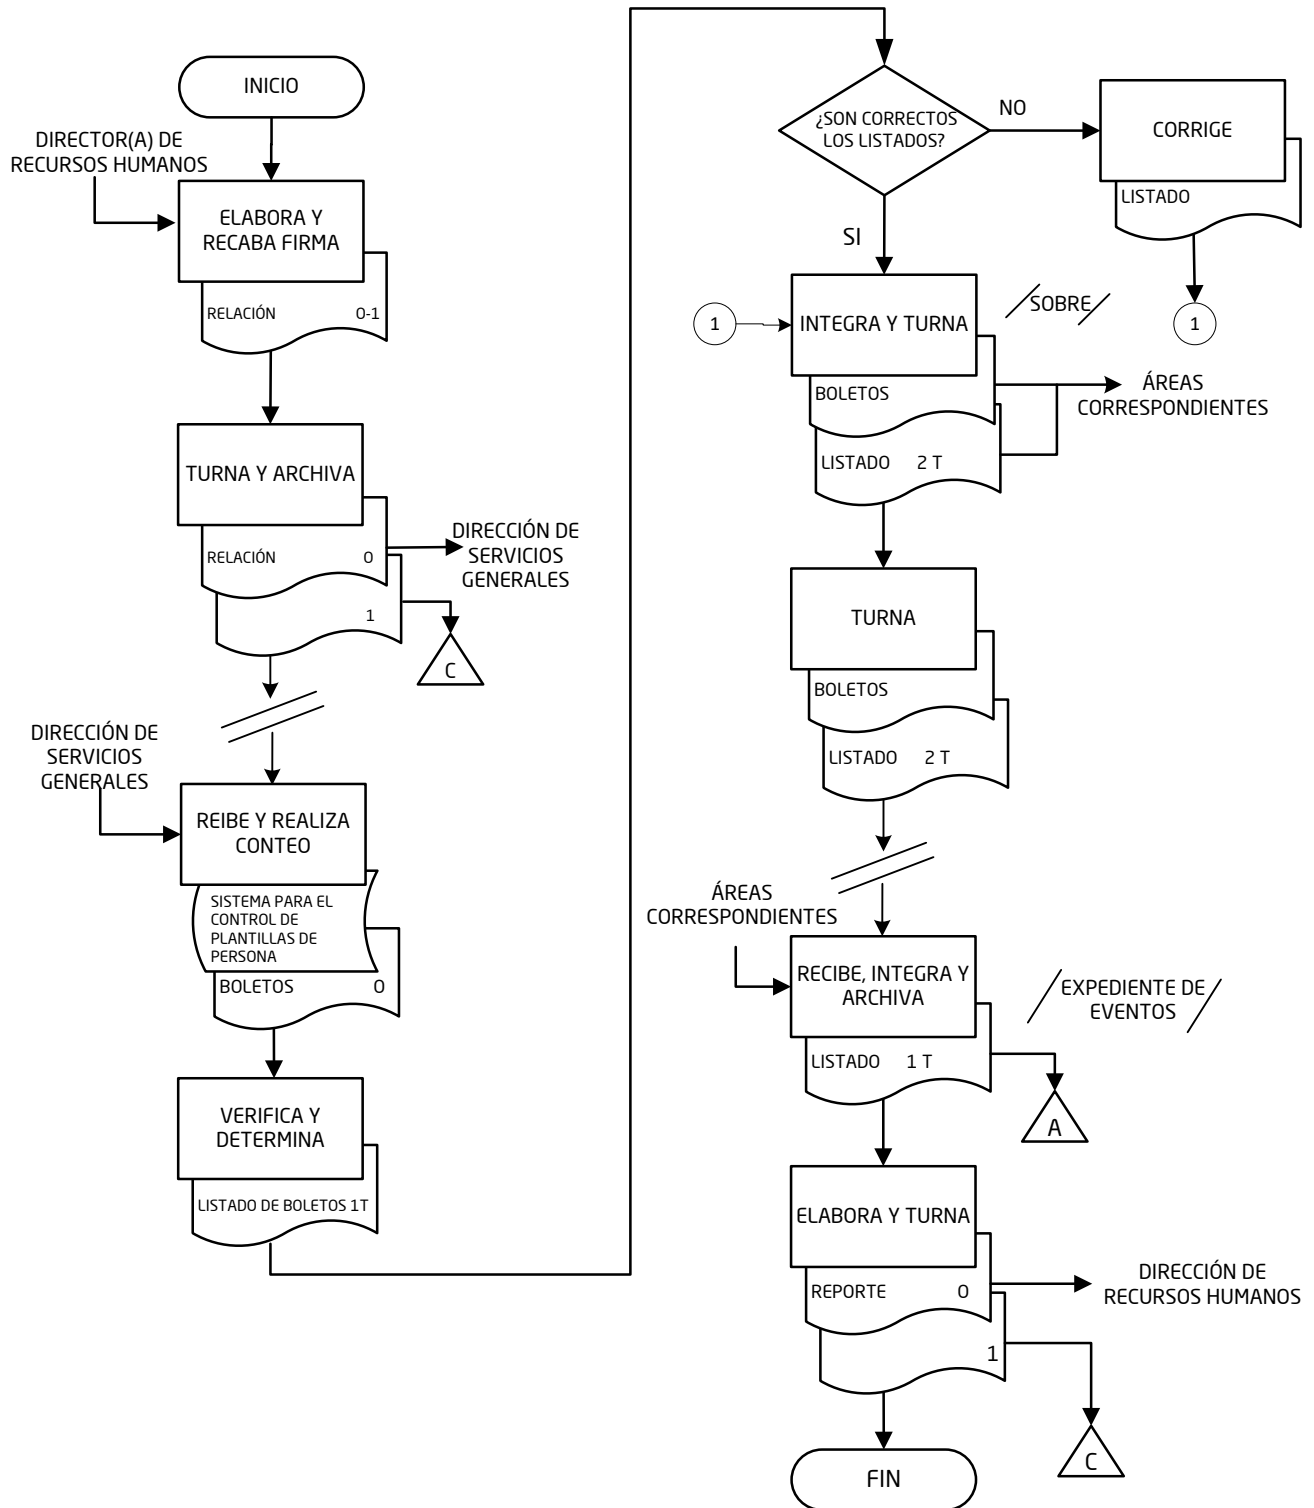 INICIO
DIRECTOR(A) DE
RECURSOS HUMANOS
ELABORA Y
RECABA FIRMA
RELACIÓN 0-1
TURNA Y ARCHIVA
RELACIÓN 0
DIRECCIÓN DE
SERVICIOS
GENERALES
1
C
DIRECCIÓN DE
SERVICIOS
GENERALES
REIBE Y REALIZA
CONTEO
SISTEMA PARA EL
CONTROL DE
PLANTILLAS DE
PERSONA
BOLETOS 0
VERIFICA Y
DETERMINA
LISTADO DE BOLETOS 1T
¿SON CORRECTOS
LOS LISTADOS?
NO
CORRIGE
LISTADO
1
SI
1
INTEGRA Y TURNA
SOBRE
BOLETOS
LISTADO 2 T
ÁREAS
CORRESPONDIENTES
TURNA
BOLETOS
LISTADO 2 T
ÁREAS
CORRESPONDIENTES
RECIBE, INTEGRA Y
ARCHIVA
EXPEDIENTE DE
EVENTOS
LISTADO 1 T
A
ELABORA Y TURNA
REPORTE 0
DIRECCIÓN DE
RECURSOS HUMANOS
1
C
FIN